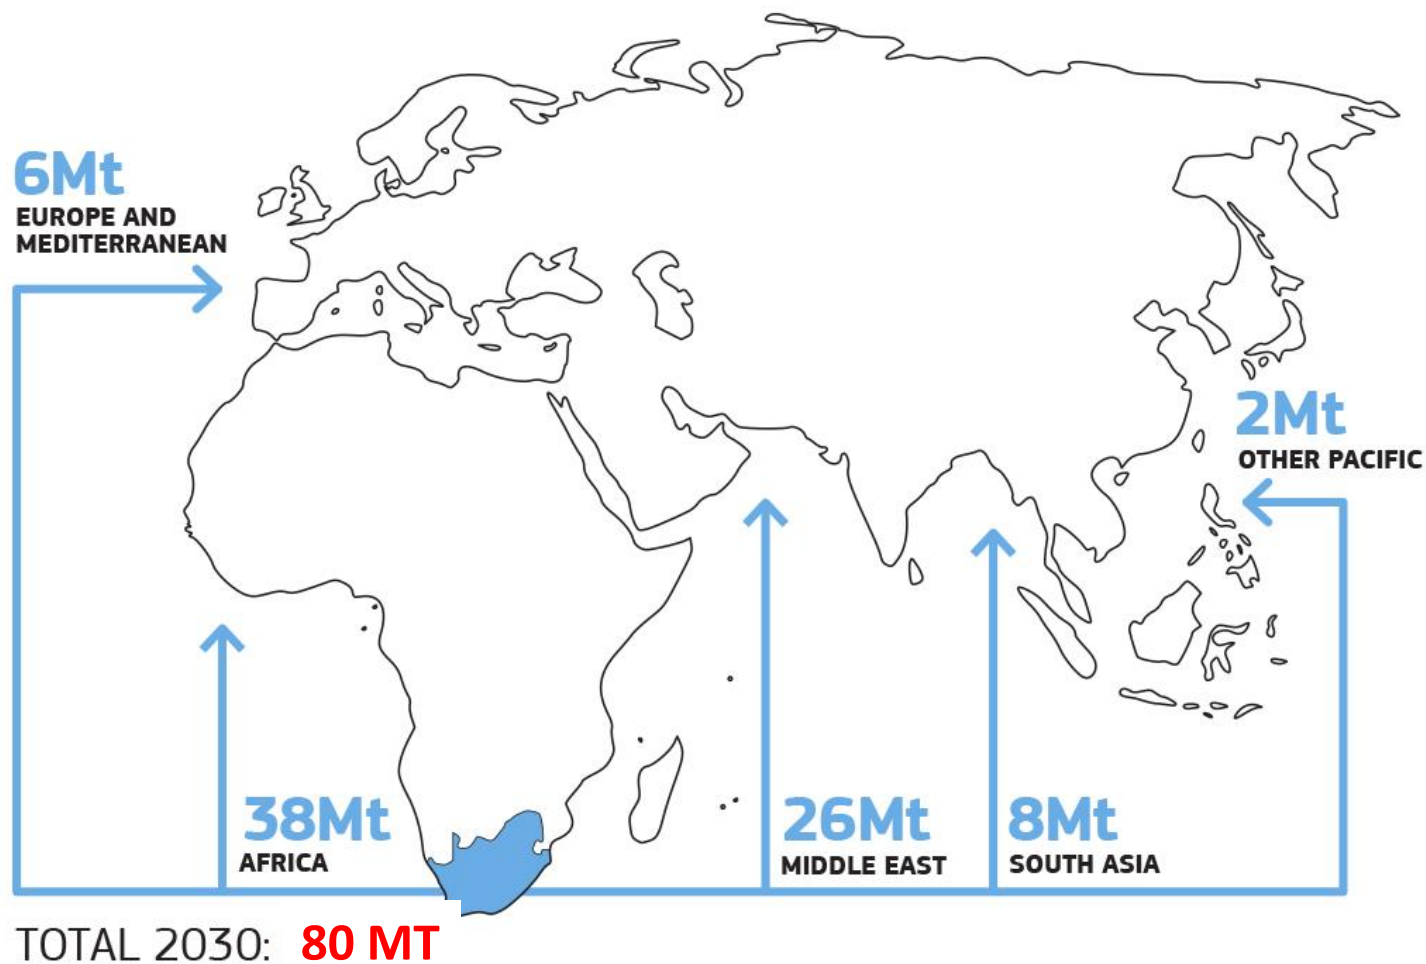 6Mt
EUROPE AND
MEDITERRANEAN
2Mt
OTHER PACIFIC
38Mt
AFRICA
26Mt
MIDDLE EAST
8Mt
SOUTH ASIA
TOTAL 2030: 80 MT